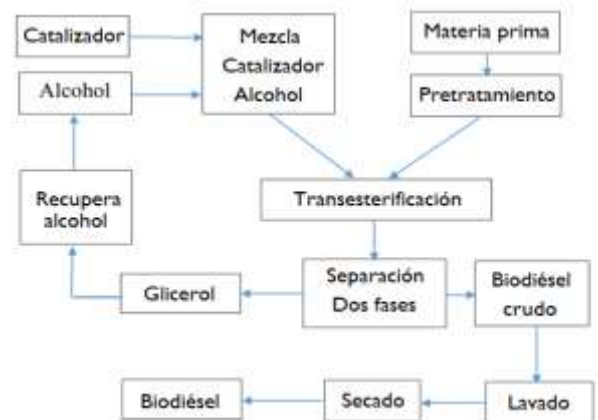 Catalizador
Mezcla
Catalizador
Alcohol
Materia prima
Alcohol
Pretratamiento
Recupera
alcohol
Transesterificación
Glicerol
Separación
Dos fases
Biodiésel
crudo
Biodiésel
Secado
Lavado